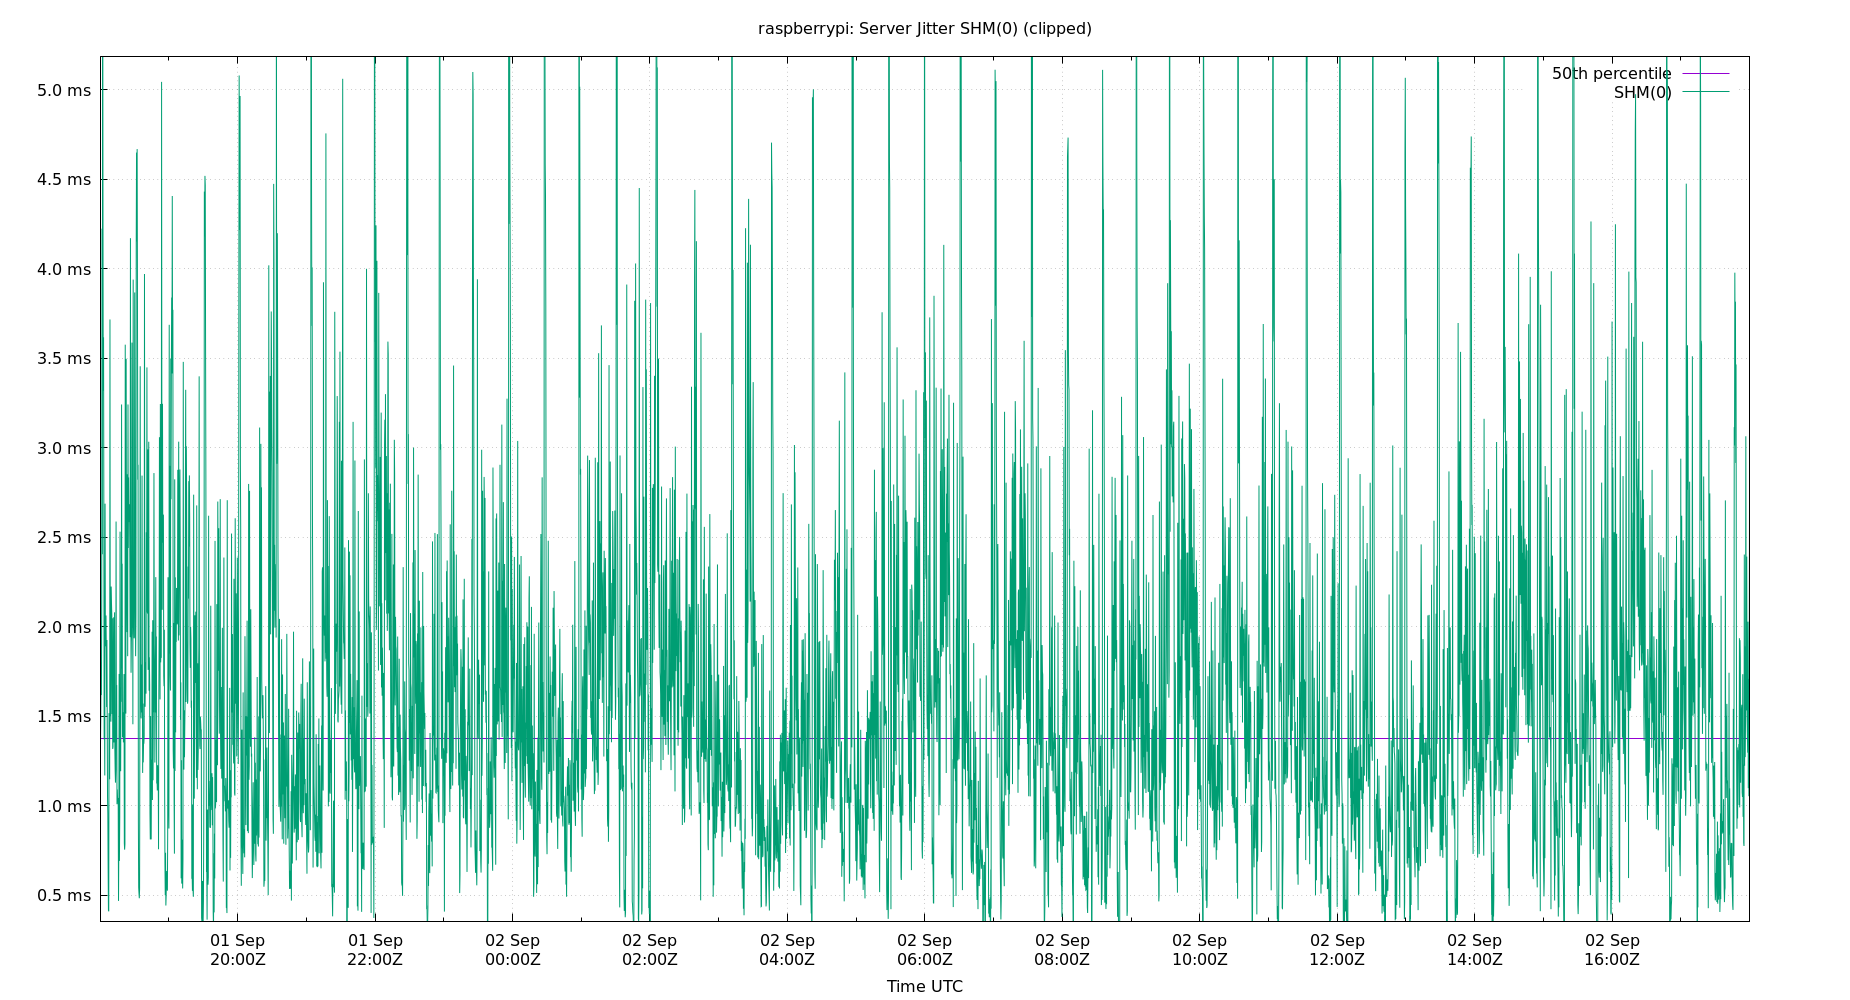 raspberrypi: Server Jitter SHM(0) (clipped)
50th percentile
SHM(0)
5.0 ms
4.5 ms
4.0 ms
3.5 ms
3.0 ms
2.5 ms
2.0 ms
1.5 ms
1.0 ms
0.5 ms
01 Sep 01 Sep 02 Sep 02 Sep 02 Sep 02 Sep 02 Sep 02 Sep 02 Sep 02 Sep 02 Sep
20:00Z 22:00Z 00:00Z 02:00Z 04:00Z 06:00Z 08:00Z 10:00Z 12:00Z 14:00Z 16:00Z
Time UTC